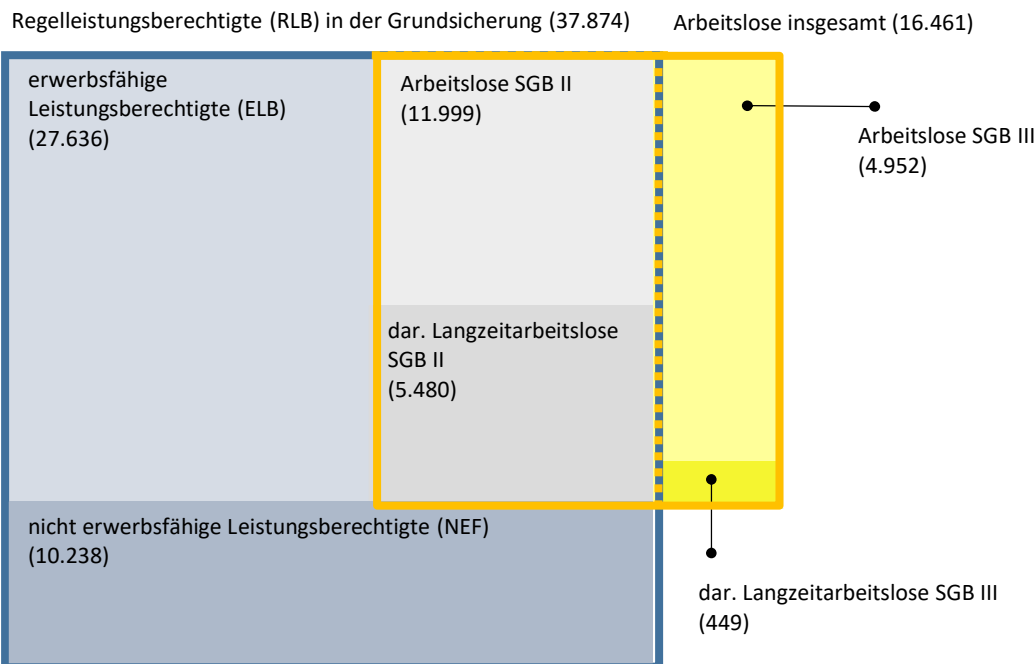 Regelleistungsberechtigte (RLB) in der Grundsicherung (37.874)
Arbeitslose insgesamt (16.461)
erwerbsfähige
Leistungsberechtigte (ELB)
(27.636)
Arbeitslose SGB II
(11.999)
Arbeitslose SGB III
(4.952)
dar. Langzeitarbeitslose
SGB II
(5.480)
nicht erwerbsfähige Leistungsberechtigte (NEF)
(10.238)
dar. Langzeitarbeitslose SGB III
(449)